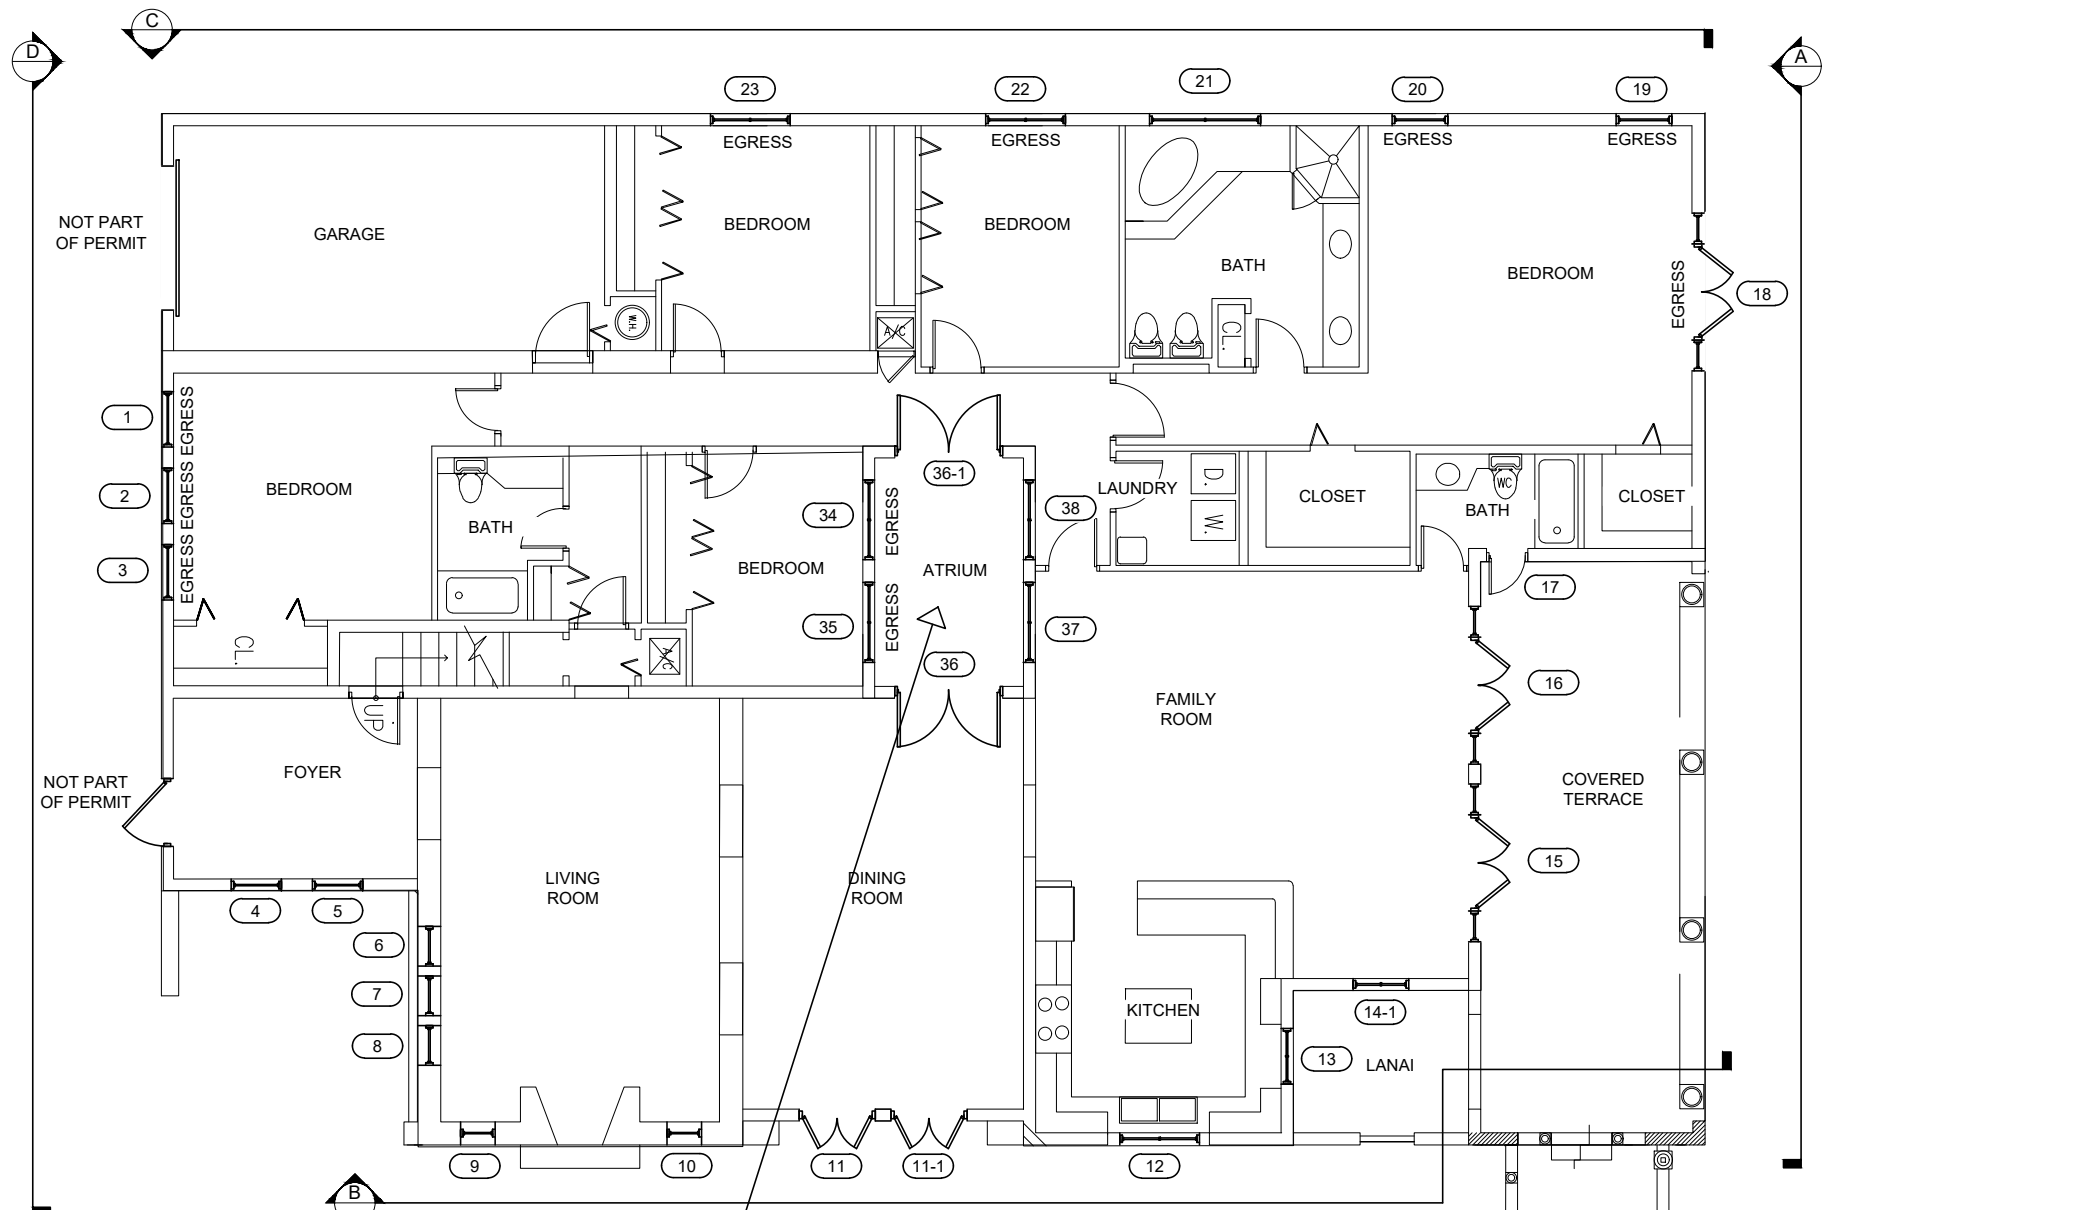 C
D
A
23
22
21
20
19
EGRESS
EGRESS
EGRESS
EGRESS
NOT PART
OF PERMIT
GARAGE
BEDROOM
BEDROOM
BATH
BEDROOM
EGRESS
18
W.H.
A/C
CL.
1
2
3
EGRESS
EGRESS
EGRESS
BEDROOM
BATH
CL.
A/C
BEDROOM
34
35
EGRESS
EGRESS
36-1
ATRIUM
36
38
37
LAUNDRY
D.
W.
CLOSET
BATH
WC
CLOSET
17
16
15
FAMILY
ROOM
COVERED
TERRACE
UP
FOYER
NOT PART
OF PERMIT
LIVING
ROOM
DINING
ROOM
4
5
6
7
8
KITCHEN
14-1
13
LANAI
9
10
11
11-1
12
B